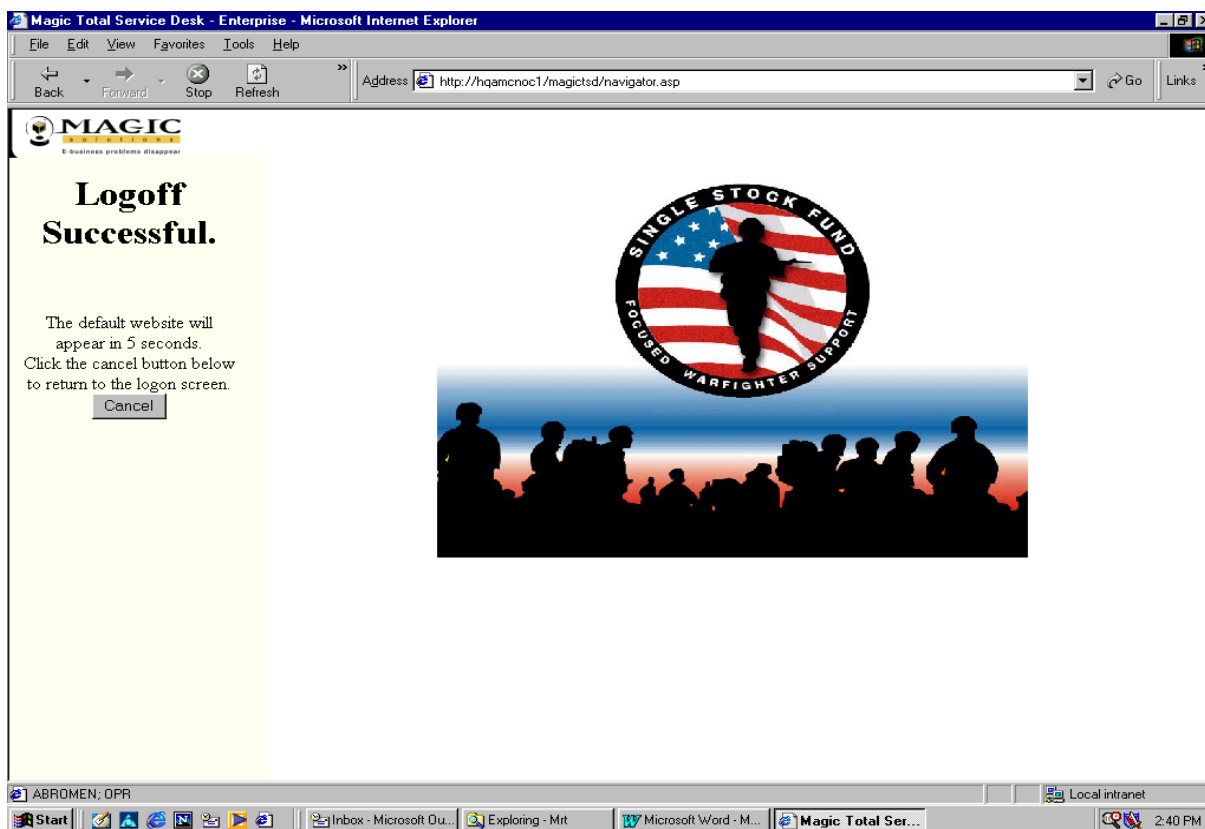 Magic Total Service Desk - Enterprise - Microsoft Internet Explorer
File Edit View Favorites Tools Help
Back Forward Stop Refresh » Address http://hqamcnoc1/magictsd/navigator.asp Go Links
MAGIC
solutions
E-business problems disappear
Logoff
Successful.
The default website will
appear in 5 seconds.
Click the cancel button below
to return to the logon screen.
Cancel
SINGLE STOCK FUND
FOCUSED WARFIGHTER SUPPORT
ABROMEN; OPR Local intranet
Start Inbox - Microsoft Ou... Exploring - Mrt Microsoft Word - M... Magic Total Ser... 2:40 PM